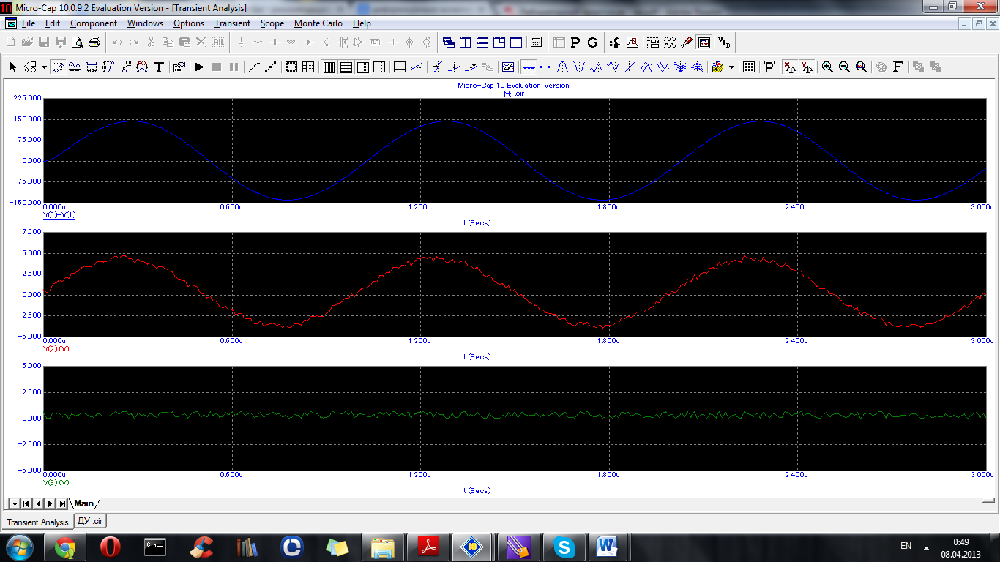 10 Micro-Cap 10.0.9.2 Evaluation Version - [Transient Analysis]
File Edit Component Windows Options Transient Scope Monte Carlo Help
P G
T 'P' F
Micro-Cap 10 Evaluation Version
ﾄﾓ .cir
225.000
150.000
75.000
0.000
-75.000
-150.000
0.000u 0.600u 1.200u 1.800u 2.400u 3.000u
V(5)-V(1)
t (Secs)
7.500
5.000
2.500
0.000
-2.500
-5.000
0.000u 0.600u 1.200u 1.800u 2.400u 3.000u
V(2) (V)
t (Secs)
5.000
2.500
0.000
-2.500
-5.000
0.000u 0.600u 1.200u 1.800u 2.400u 3.000u
V(9) (V)
t (Secs)
Main
Transient Analysis ДУ .cir
C:\
10
EN
0:49
08.04.2013